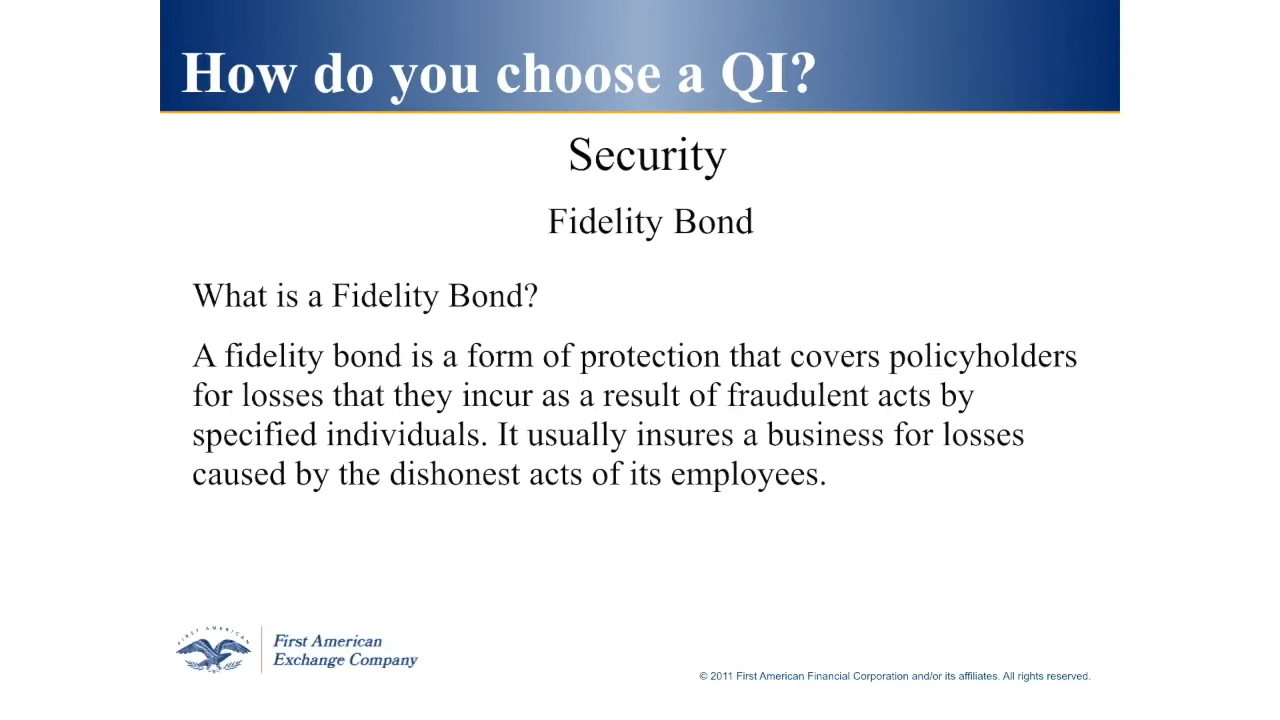 How do you choose a QI?
Security
Fidelity Bond
What is a Fidelity Bond?
A fidelity bond is a form of protection that covers policyholders
for losses that they incur as a result of fraudulent acts by
specified individuals. It usually insures a business for losses
caused by the dishonest acts of its employees.
FIRST AMERICAN
First American
Exchange Company
© 2011 First American Financial Corporation and/or its affiliates. All rights reserved.